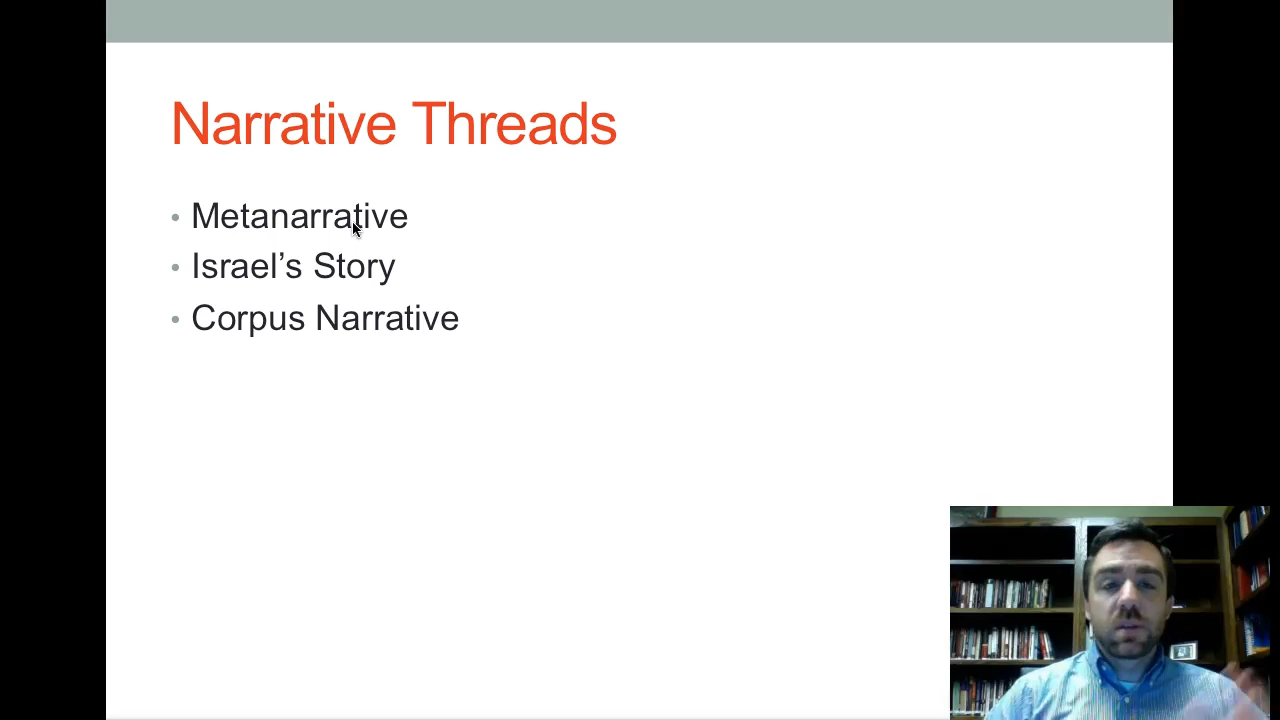 Narrative Threads
• Metanarrative
• Israel’s Story
• Corpus Narrative